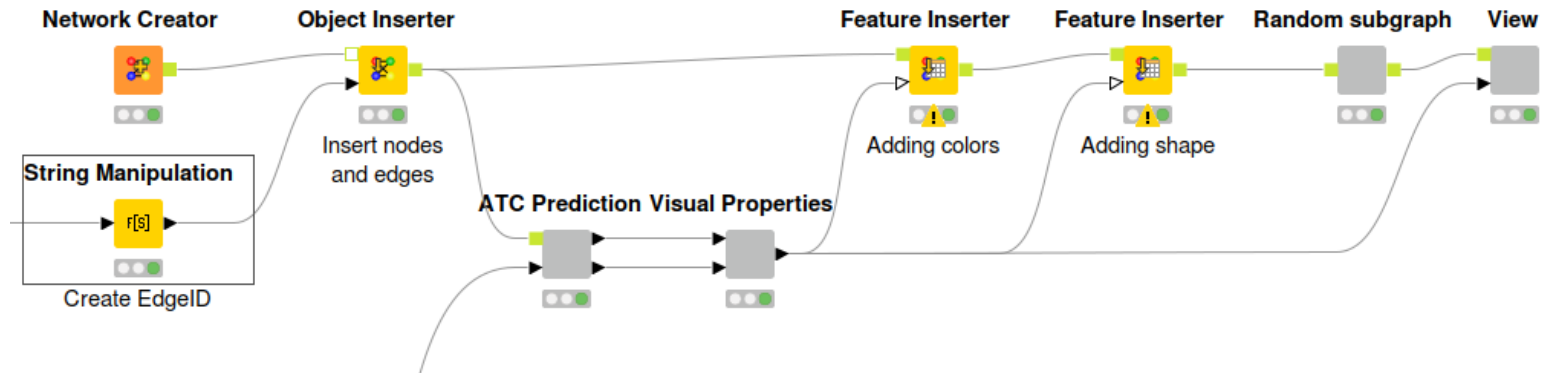 Network Creator
Object Inserter
Feature Inserter
Feature Inserter
Random subgraph
View
Insert nodes
and edges
Adding colors
Adding shape
String Manipulation
F[S]
Create EdgeID
ATC Prediction
Visual Properties